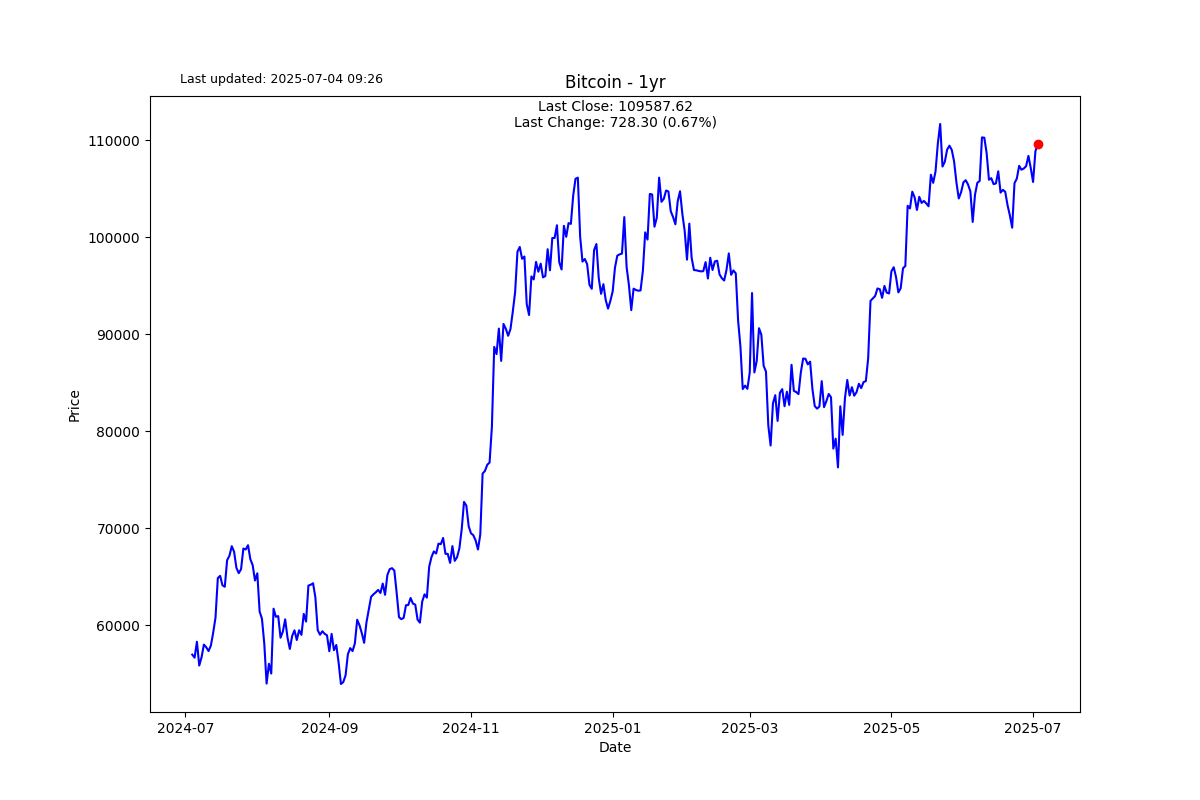 Last updated: 2025-07-04 09:26
Bitcoin - 1yr
Last Close: 109587.62
Last Change: 728.30 (0.67%)
110000
100000
90000
80000
70000
60000
Price
2024-07 2024-09 2024-11 2025-01 2025-03 2025-05 2025-07
Date